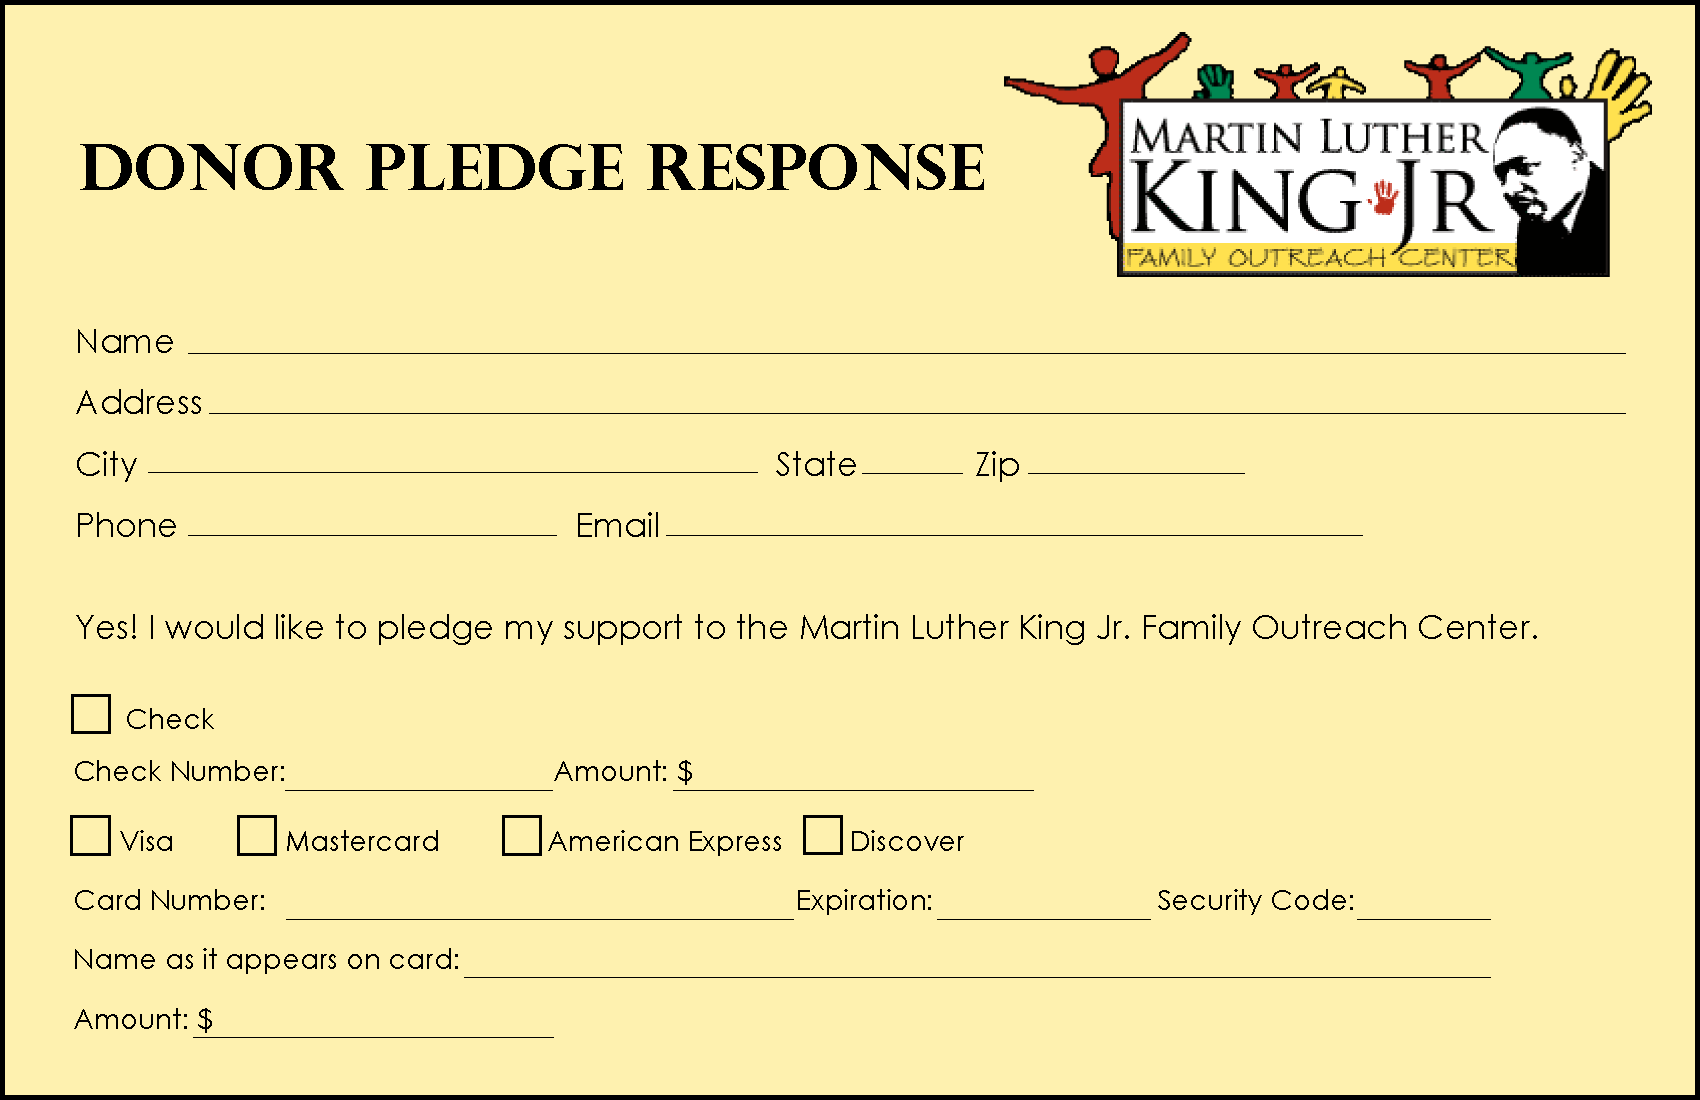 DONOR PLEDGE RESPONSE
MARTIN LUTHER
KING JR
FAMILY OUTREACH CENTER
Name
Address
City State Zip
Phone Email
Yes! I would like to pledge my support to the Martin Luther King Jr. Family Outreach Center.
Check
Check Number: Amount: $
Visa Mastercard American Express Discover
Card Number: Expiration: Security Code:
Name as it appears on card:
Amount: $